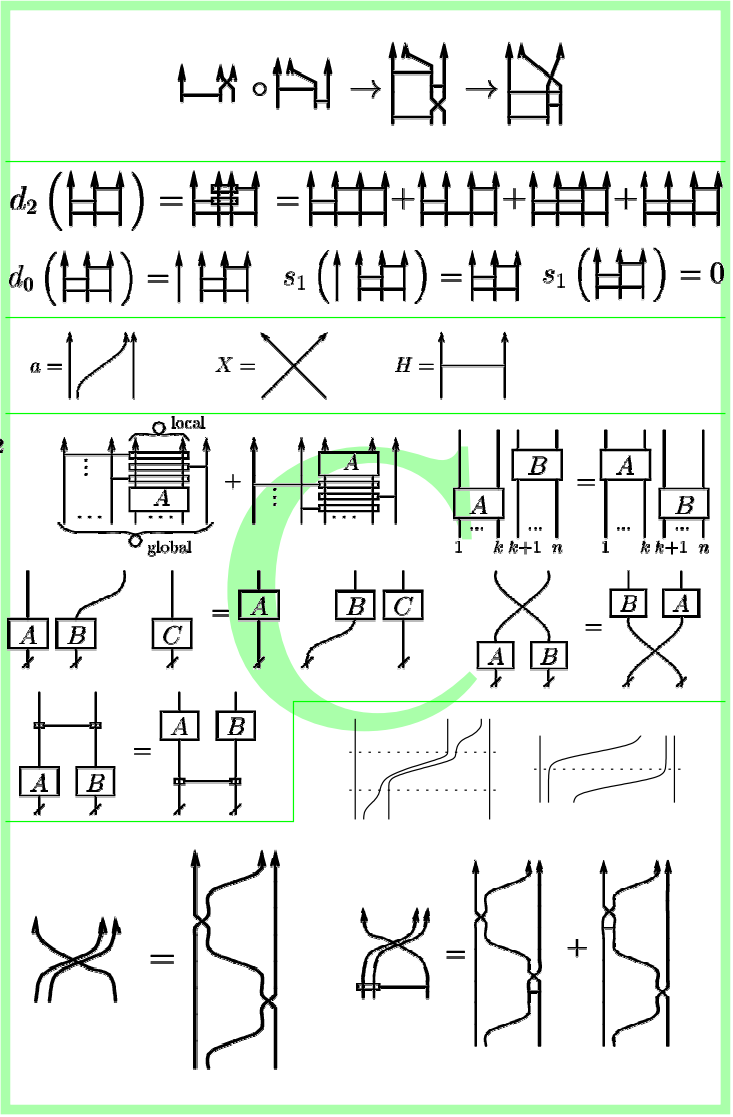 ∘ → →
d₂ ( ) = = + + +
d₀ ( ) = s₁ ( ) = s₁ ( ) = 0
a = X = H =
local
A + A
B = A
A B
... ... ... ...
1 k k+1 n 1 k k+1 n
global
A B C = A B C
A B = B A
A B = A B
C
= = +